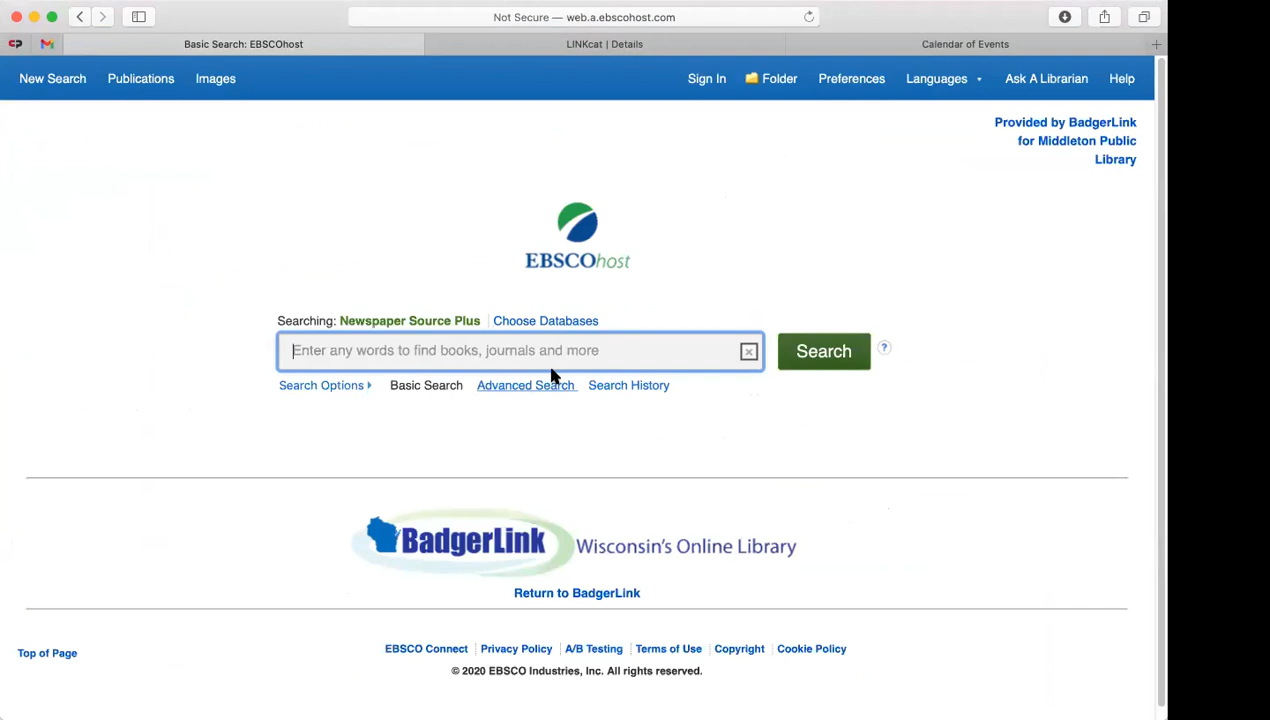 Not Secure — web.a.ebscohost.com
Basic Search: EBSCOhost LINKcat | Details Calendar of Events
New Search Publications Images Sign In Folder Preferences Languages Ask A Librarian Help
Provided by BadgerLink
for Middleton Public
Library
EBSCOhost
Searching: Newspaper Source Plus Choose Databases
Enter any words to find books, journals and more Search ?
Search Options Basic Search Advanced Search Search History
BadgerLink Wisconsin's Online Library
Return to BadgerLink
Top of Page
EBSCO Connect Privacy Policy A/B Testing Terms of Use Copyright Cookie Policy
© 2020 EBSCO Industries, Inc. All rights reserved.